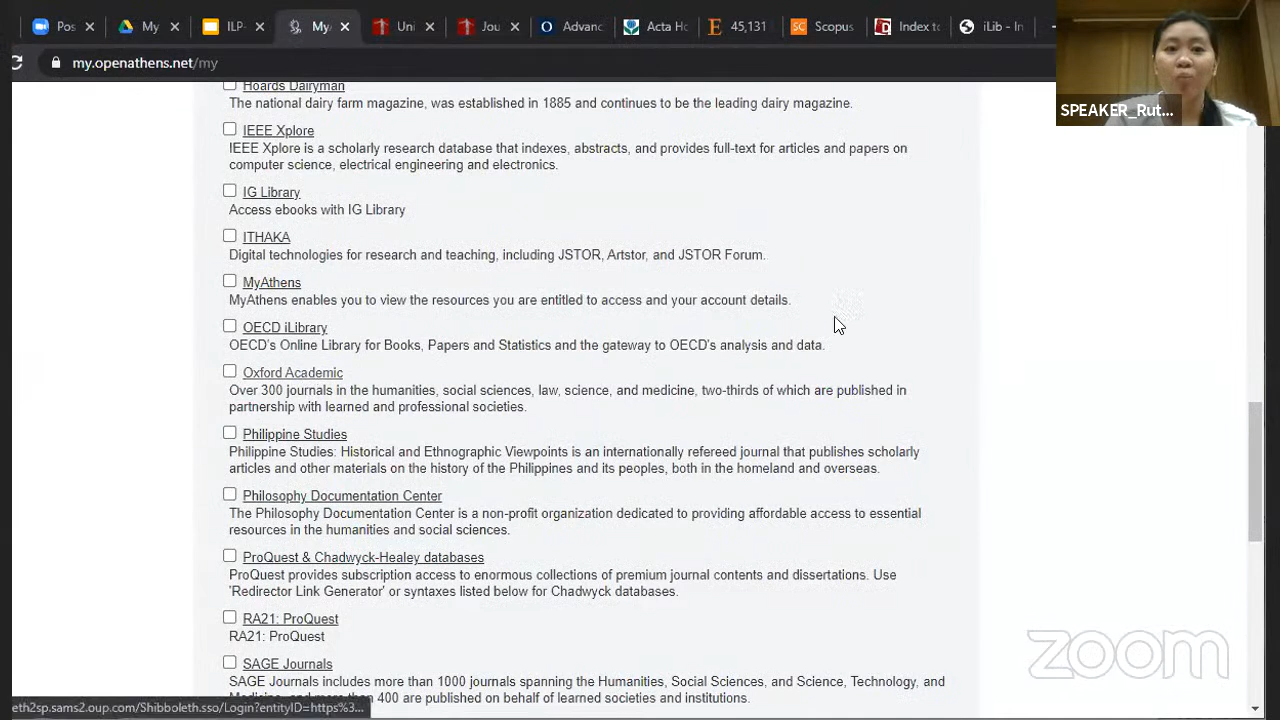 Pos
My
ILP-
My
Uni
Jou
Advanc
Acta Ho
45,131
Scopus
Index to
iLib - In
my.openathens.net/my
SPEAKER_Rut...
Hoards Dairyman
The national dairy farm magazine, was established in 1885 and continues to be the leading dairy magazine.
IEEE Xplore
IEEE Xplore is a scholarly research database that indexes, abstracts, and provides full-text for articles and papers on
computer science, electrical engineering and electronics.
IG Library
Access ebooks with IG Library
ITHAKA
Digital technologies for research and teaching, including JSTOR, Artstor, and JSTOR Forum.
MyAthens
MyAthens enables you to view the resources you are entitled to access and your account details.
OECD iLibrary
OECD's Online Library for Books, Papers and Statistics and the gateway to OECD's analysis and data.
Oxford Academic
Over 300 journals in the humanities, social sciences, law, science, and medicine, two-thirds of which are published in
partnership with learned and professional societies.
Philippine Studies
Philippine Studies: Historical and Ethnographic Viewpoints is an internationally refereed journal that publishes scholarly
articles and other materials on the history of the Philippines and its peoples, both in the homeland and overseas.
Philosophy Documentation Center
The Philosophy Documentation Center is a non-profit organization dedicated to providing affordable access to essential
resources in the humanities and social sciences.
ProQuest & Chadwyck-Healey databases
ProQuest provides subscription access to enormous collections of premium journal contents and dissertations. Use
'Redirector Link Generator' or syntaxes listed below for Chadwyck databases.
RA21: ProQuest
RA21: ProQuest
SAGE Journals
SAGE Journals includes more than 1000 journals spanning the Humanities, Social Sciences, and Science, Technology, and
Medicine, and more than 400 are published on behalf of learned societies and institutions.
eth2sp.sams2.oup.com/Shibboleth.sso/Login?entityID=https%3...
zoom